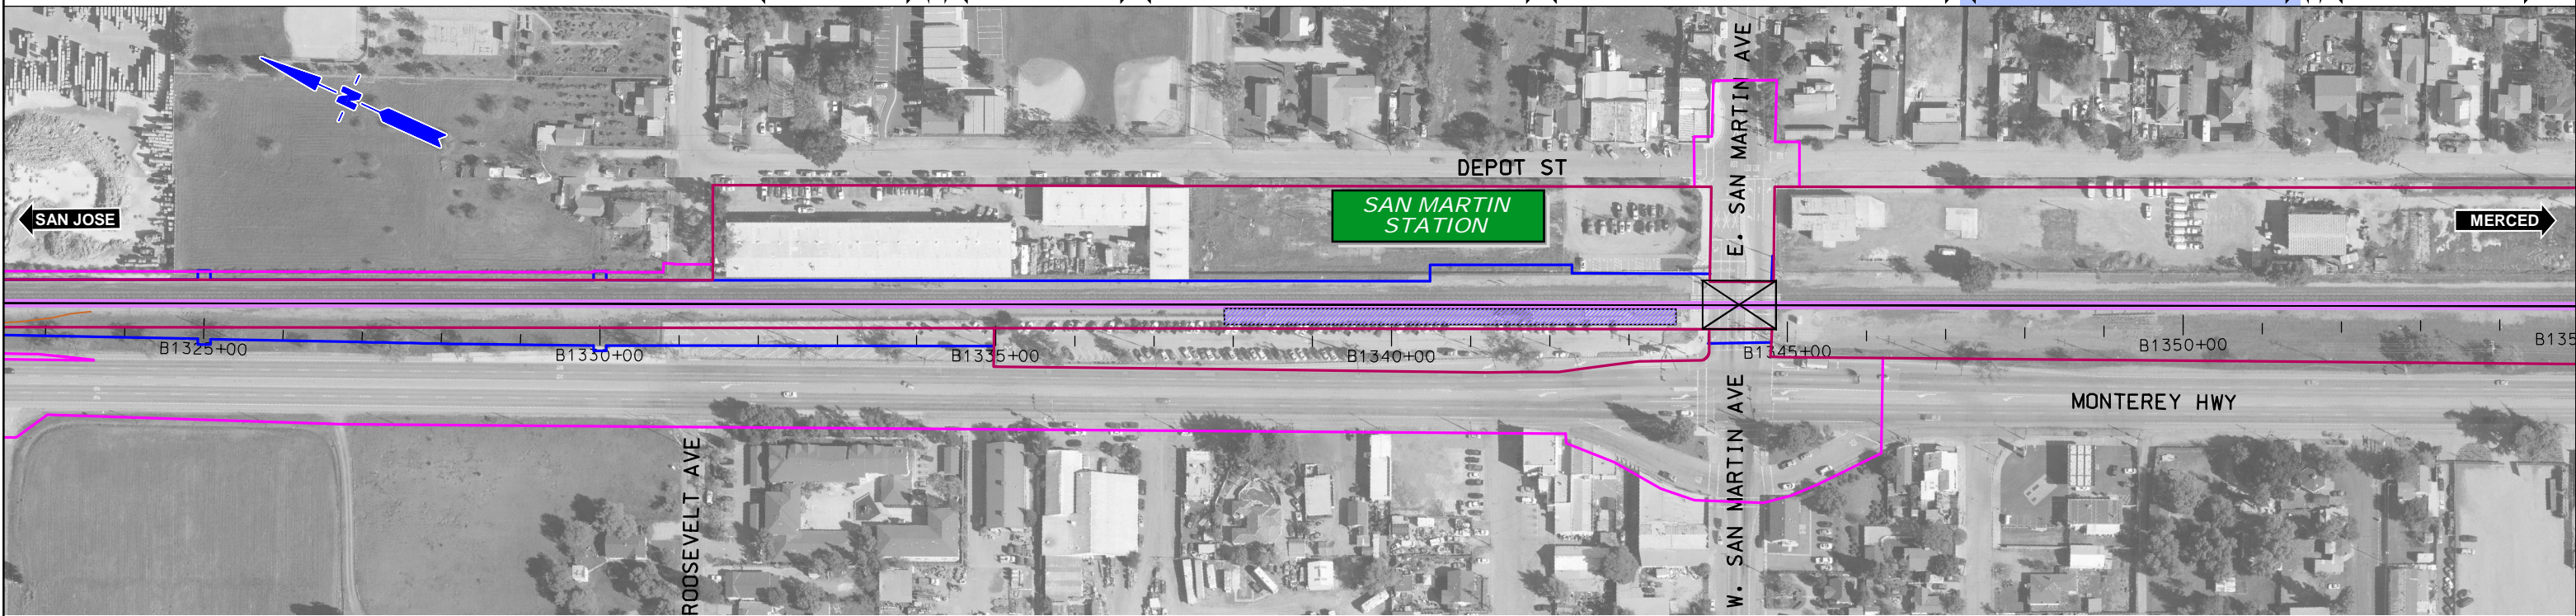 E. SAN MARTIN AVE
N
DEPOT ST
SAN JOSE
SAN MARTIN
STATION
MERCED
B1325+00
B1330+00
B1335+00
B1340+00
B1345+00
B1350+00
B135
MONTEREY HWY
ROOSEVELT AVE
W. SAN MARTIN AVE